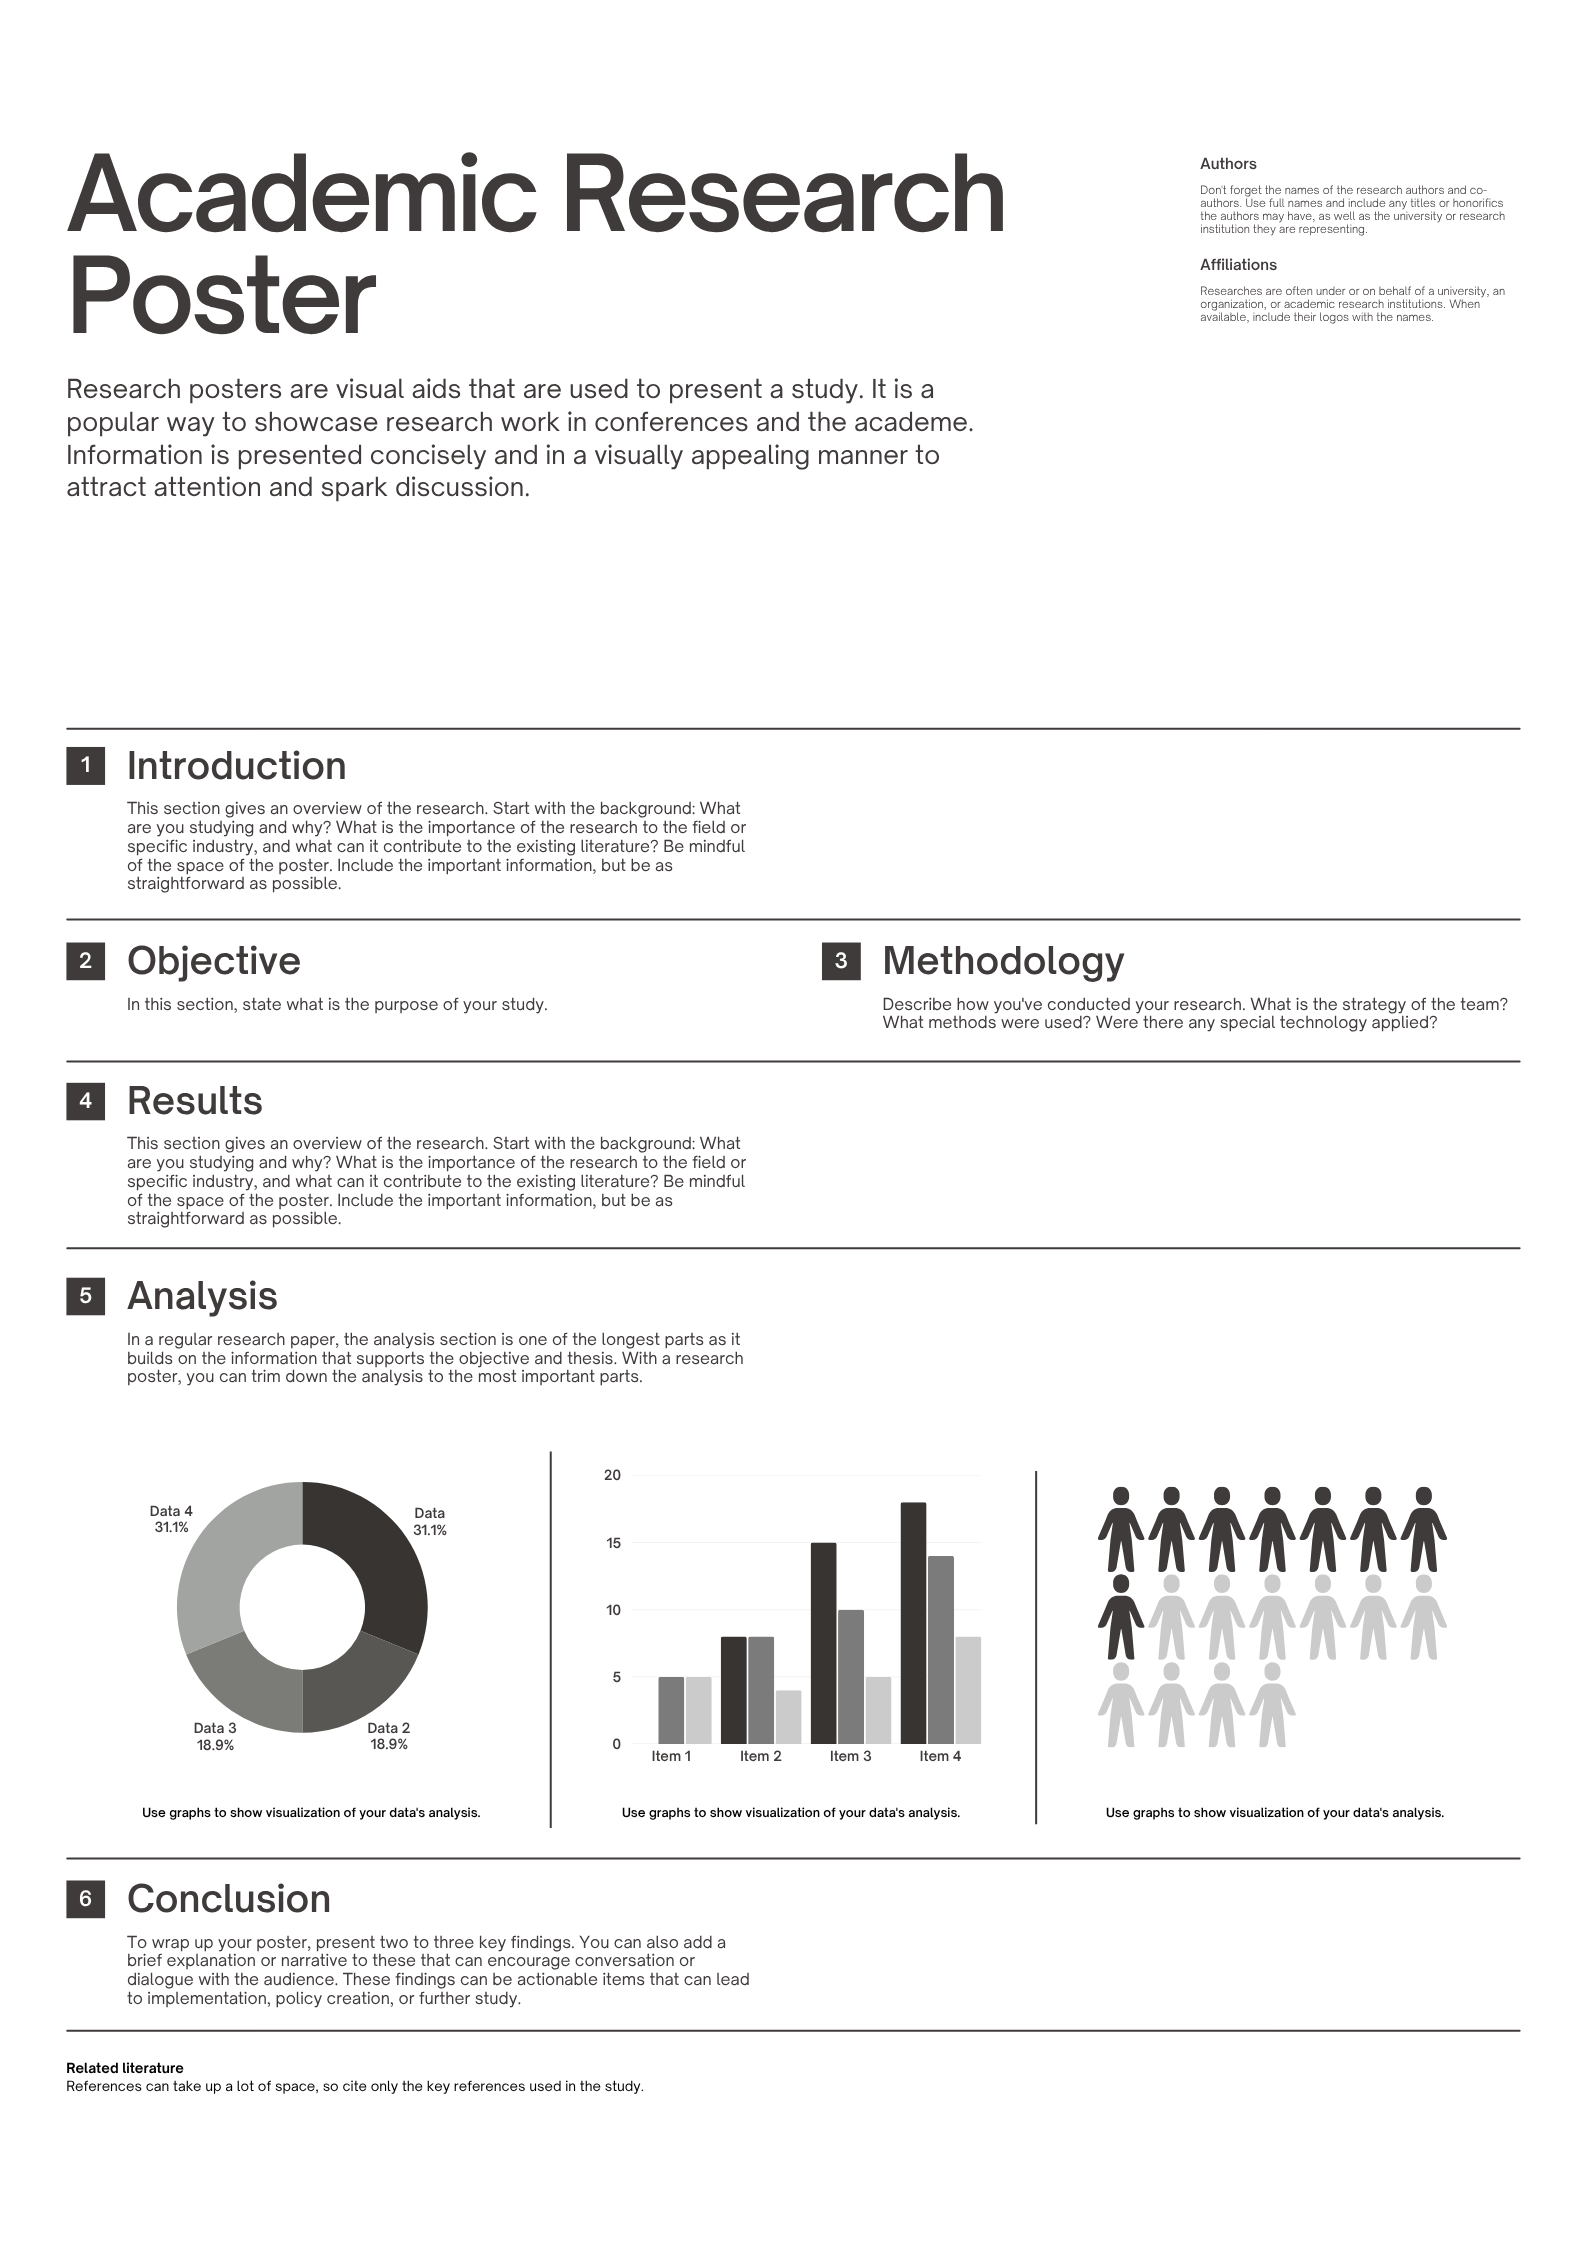 Academic Research
Poster
Authors
Don't forget the names of the research authors and co-
authors. Use full names and include any titles or honorifics
the authors may have, as well as the university or research
institution they are representing.
Affiliations
Researches are often under or on behalf of a university, an
organization, or academic research institutions. When
available, include their logos with the names.
Research posters are visual aids that are used to present a study. It is a
popular way to showcase research work in conferences and the academe.
Information is presented concisely and in a visually appealing manner to
attract attention and spark discussion.
1 Introduction
This section gives an overview of the research. Start with the background: What
are you studying and why? What is the importance of the research to the field or
specific industry, and what can it contribute to the existing literature? Be mindful
of the space of the poster. Include the important information, but be as
straightforward as possible.
2 Objective
In this section, state what is the purpose of your study.
3 Methodology
Describe how you've conducted your research. What is the strategy of the team?
What methods were used? Were there any special technology applied?
4 Results
This section gives an overview of the research. Start with the background: What
are you studying and why? What is the importance of the research to the field or
specific industry, and what can it contribute to the existing literature? Be mindful
of the space of the poster. Include the important information, but be as
straightforward as possible.
5 Analysis
In a regular research paper, the analysis section is one of the longest parts as it
builds on the information that supports the objective and thesis. With a research
poster, you can trim down the analysis to the most important parts.
Data 4
31.1%
Data
31.1%
Data 3
18.9%
Data 2
18.9%
Use graphs to show visualization of your data's analysis.
20
15
10
5
0
Item 1 Item 2 Item 3 Item 4
Use graphs to show visualization of your data's analysis.
Use graphs to show visualization of your data's analysis.
6 Conclusion
To wrap up your poster, present two to three key findings. You can also add a
brief explanation or narrative to these that can encourage conversation or
dialogue with the audience. These findings can be actionable items that can lead
to implementation, policy creation, or further study.
Related literature
References can take up a lot of space, so cite only the key references used in the study.